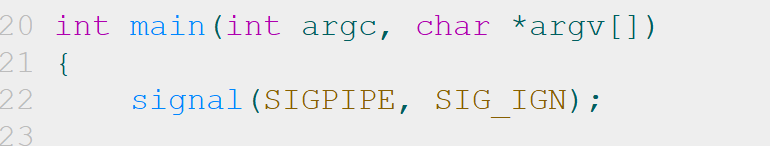 20 int main(int argc, char *argv[])
21 {
22     signal(SIGPIPE, SIG_IGN);
23